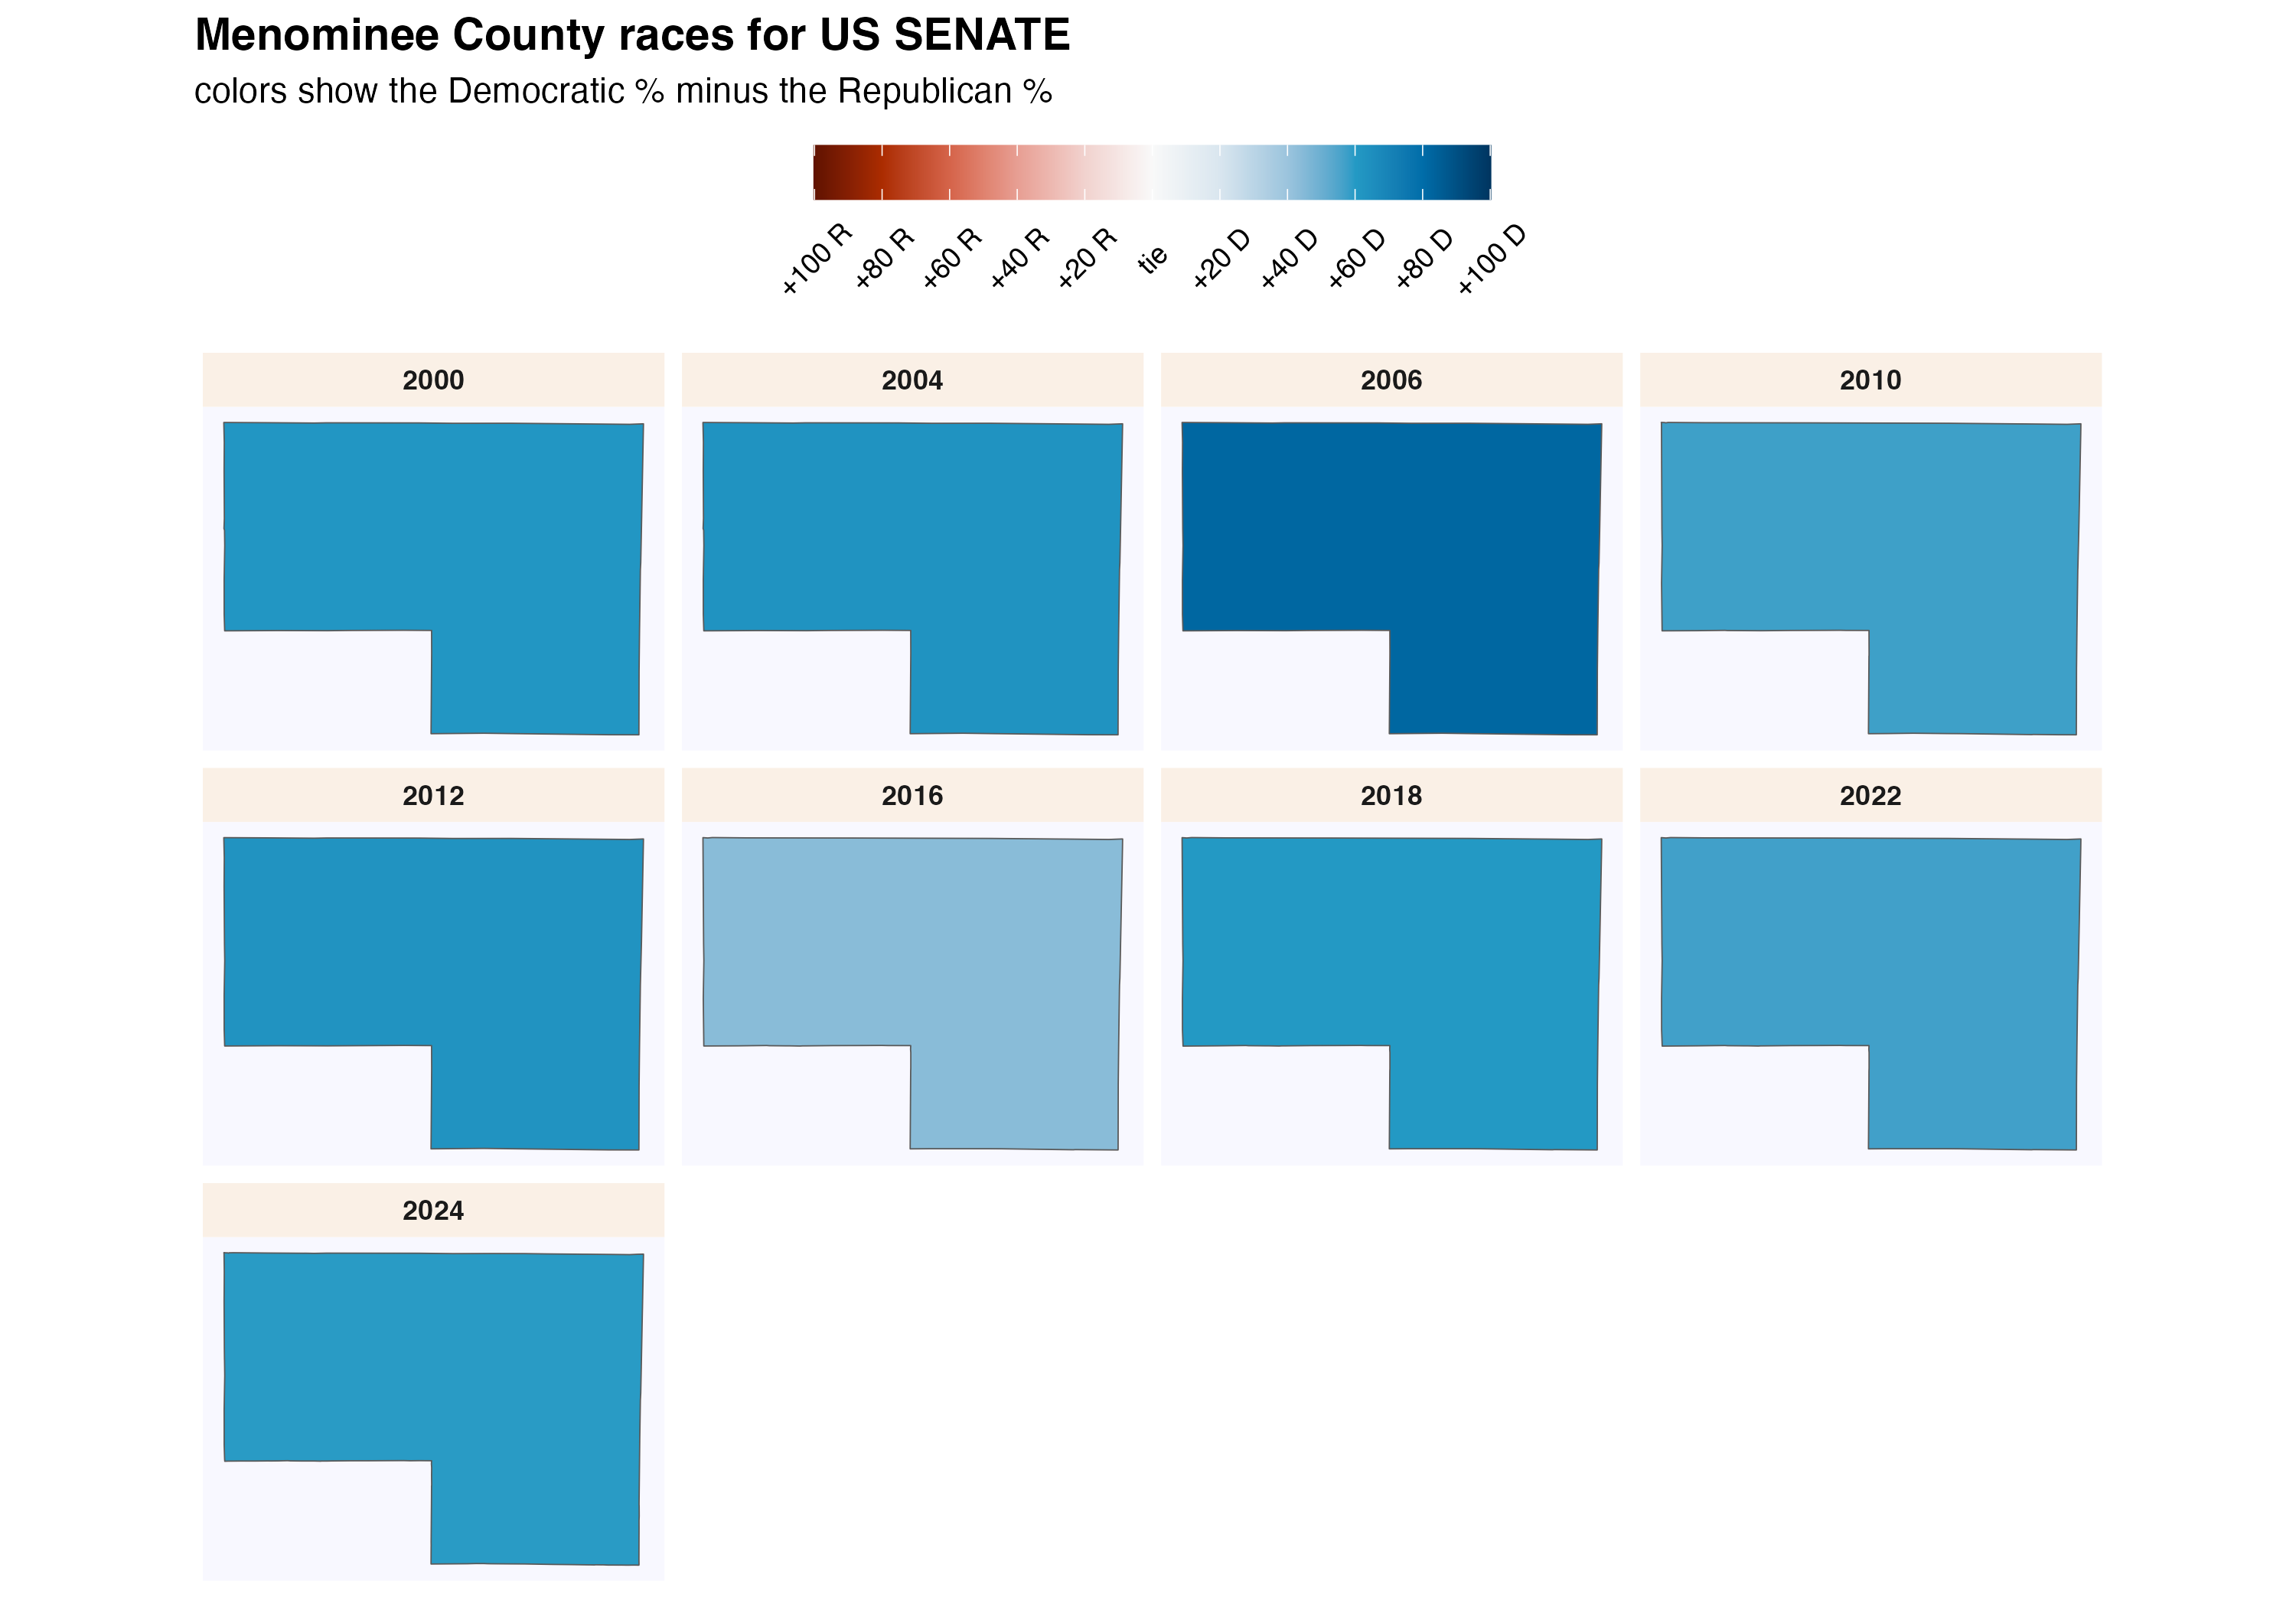 Menominee County races for US SENATE
colors show the Democratic % minus the Republican %
+100 R +80 R +60 R +40 R +20 R tie +20 D +40 D +60 D +80 D +100 D
2000 2004 2006 2010
2012 2016 2018 2022
2024